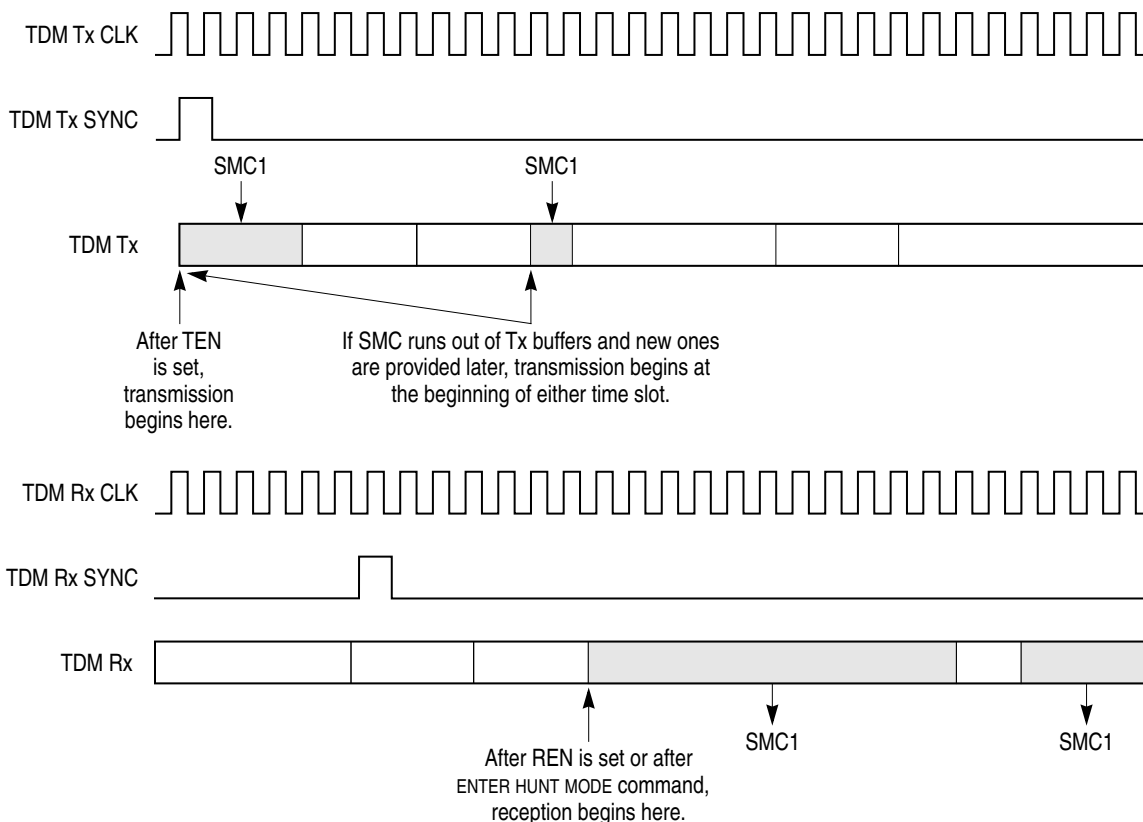 TDM Tx CLK
TDM Tx SYNC
SMC1
SMC1
TDM Tx
After TEN
is set,
transmission
begins here.
If SMC runs out of Tx buffers and new ones
are provided later, transmission begins at
the beginning of either time slot.
TDM Rx CLK
TDM Rx SYNC
TDM Rx
SMC1
SMC1
After REN is set or after
ENTER HUNT MODE command,
reception begins here.